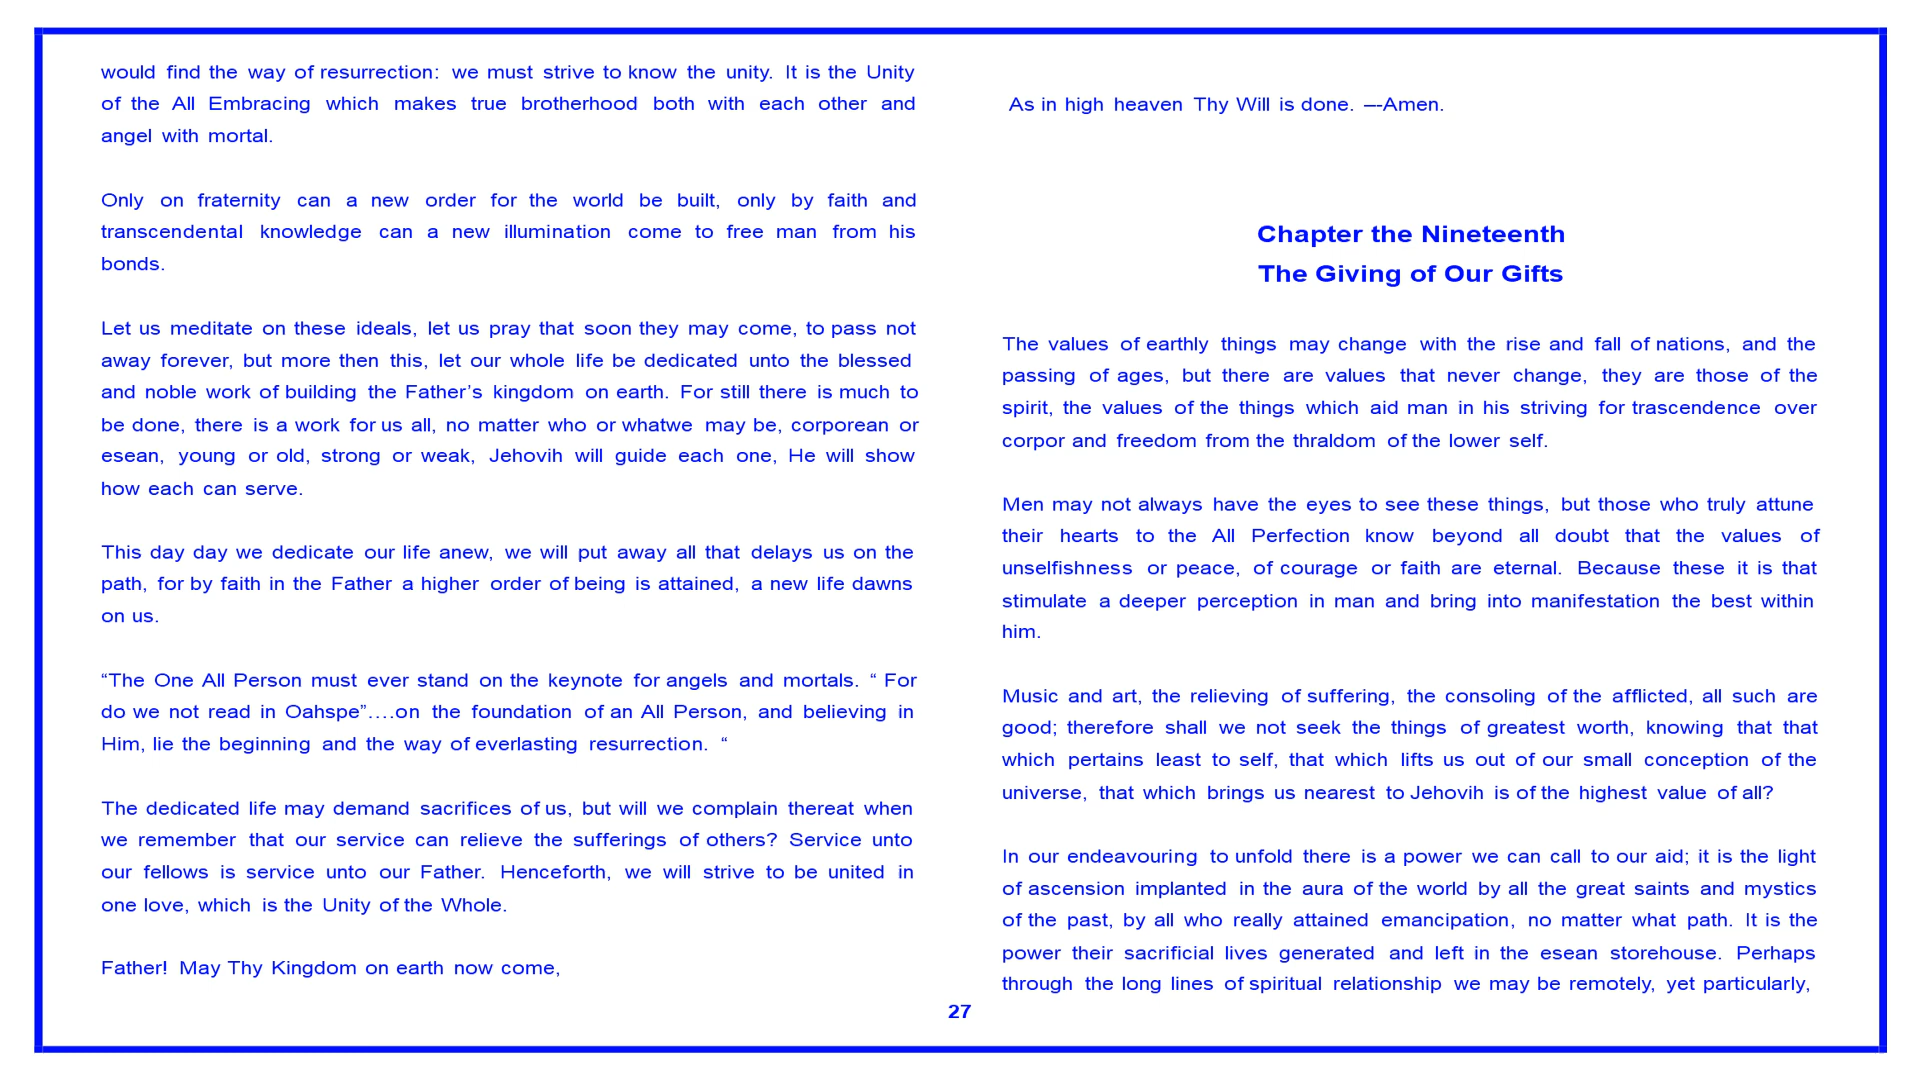 would find the way of resurrection: we must strive to know the unity. It is the Unity
of the All Embracing which makes true brotherhood both with each other and
angel with mortal.
Only on fraternity can a new order for the world be built, only by faith and
transcendental knowledge can a new illumination come to free man from his
bonds.
Let us meditate on these ideals, let us pray that soon they may come, to pass not
away forever, but more then this, let our whole life be dedicated unto the blessed
and noble work of building the Father’s kingdom on earth. For still there is much to
be done, there is a work for us all, no matter who or whatwe may be, corporean or
esean, young or old, strong or weak, Jehovih will guide each one, He will show
how each can serve.
This day day we dedicate our life anew, we will put away all that delays us on the
path, for by faith in the Father a higher order of being is attained, a new life dawns
on us.
“The One All Person must ever stand on the keynote for angels and mortals. “ For
do we not read in Oahspe”….on the foundation of an All Person, and believing in
Him, lie the beginning and the way of everlasting resurrection. “
The dedicated life may demand sacrifices of us, but will we complain thereat when
we remember that our service can relieve the sufferings of others? Service unto
our fellows is service unto our Father. Henceforth, we will strive to be united in
one love, which is the Unity of the Whole.
Father! May Thy Kingdom on earth now come,
As in high heaven Thy Will is done. —-Amen.
Chapter the Nineteenth
The Giving of Our Gifts
The values of earthly things may change with the rise and fall of nations, and the
passing of ages, but there are values that never change, they are those of the
spirit, the values of the things which aid man in his striving for trascendence over
corpor and freedom from the thraldom of the lower self.
Men may not always have the eyes to see these things, but those who truly attune
their hearts to the All Perfection know beyond all doubt that the values of
unselfishness or peace, of courage or faith are eternal. Because these it is that
stimulate a deeper perception in man and bring into manifestation the best within
him.
Music and art, the relieving of suffering, the consoling of the afflicted, all such are
good; therefore shall we not seek the things of greatest worth, knowing that that
which pertains least to self, that which lifts us out of our small conception of the
universe, that which brings us nearest to Jehovih is of the highest value of all?
In our endeavouring to unfold there is a power we can call to our aid; it is the light
of ascension implanted in the aura of the world by all the great saints and mystics
of the past, by all who really attained emancipation, no matter what path. It is the
power their sacrificial lives generated and left in the esean storehouse. Perhaps
through the long lines of spiritual relationship we may be remotely, yet particularly,
27